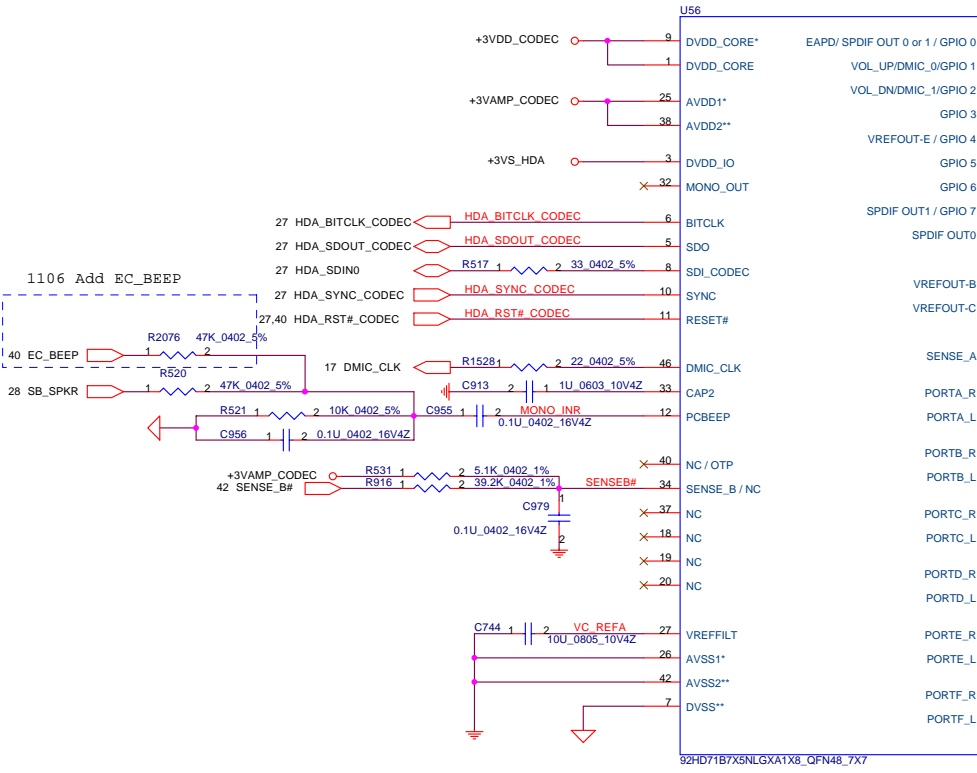 U56
+3VDD_CODEC 9 DVDD_CORE* EAPD/ SPDIF OUT 0 or 1 / GPIO 0
1 DVDD_CORE VOL_UP/DMIC_0/GPIO 1
VOL_DN/DMIC_1/GPIO 2
+3VAMP_CODEC 25 AVDD1*
GPIO 3
38 AVDD2**
VREFOUT-E / GPIO 4
+3VS_HDA 3 DVDD_IO GPIO 5
32 MONO_OUT GPIO 6
SPDIF OUT1 / GPIO 7
27 HDA_BITCLK_CODEC HDA_BITCLK_CODEC 6 BITCLK
SPDIF OUT0
27 HDA_SDOUT_CODEC HDA_SDOUT_CODEC 5 SDO
27 HDA_SDIN0 R517 1 2 33_0402_5% 8 SDI_CODEC
1106 Add EC_BEEP
VREFOUT-B
27 HDA_SYNC_CODEC HDA_SYNC_CODEC 10 SYNC
VREFOUT-C
27,40 HDA_RST#_CODEC HDA_RST#_CODEC 11 RESET#
R2076 47K_0402_5%
40 EC_BEEP 1 2
SENSE_A
17 DMIC_CLK R1528 1 2 22_0402_5% 46 DMIC_CLK
R520
28 SB_SPKR 1 2 47K_0402_5%
C913 2 1 1U_0603_10V4Z 33 CAP2 PORTA_R
R521 1 2 10K_0402_5% C955 1 2 MONO_INR 12 PCBEEP PORTA_L
0.1U_0402_16V4Z
C956 1 2 0.1U_0402_16V4Z
PORTB_R
40 NC / OTP
+3VAMP_CODEC R531 1 2 5.1K_0402_1%
PORTB_L
42 SENSE_B# R916 1 2 39.2K_0402_1% SENSEB# 34 SENSE_B / NC
1
C979
37 NC PORTC_R
0.1U_0402_16V4Z
2
18 NC PORTC_L
19 NC
PORTD_R
20 NC
PORTD_L
C744 1 2 VC_REFA 27 VREFFILT PORTE_R
10U_0805_10V4Z
26 AVSS1* PORTE_L
42 AVSS2**
PORTF_R
7 DVSS**
PORTF_L
92HD71B7X5NLGXA1X8_QFN48_7X7